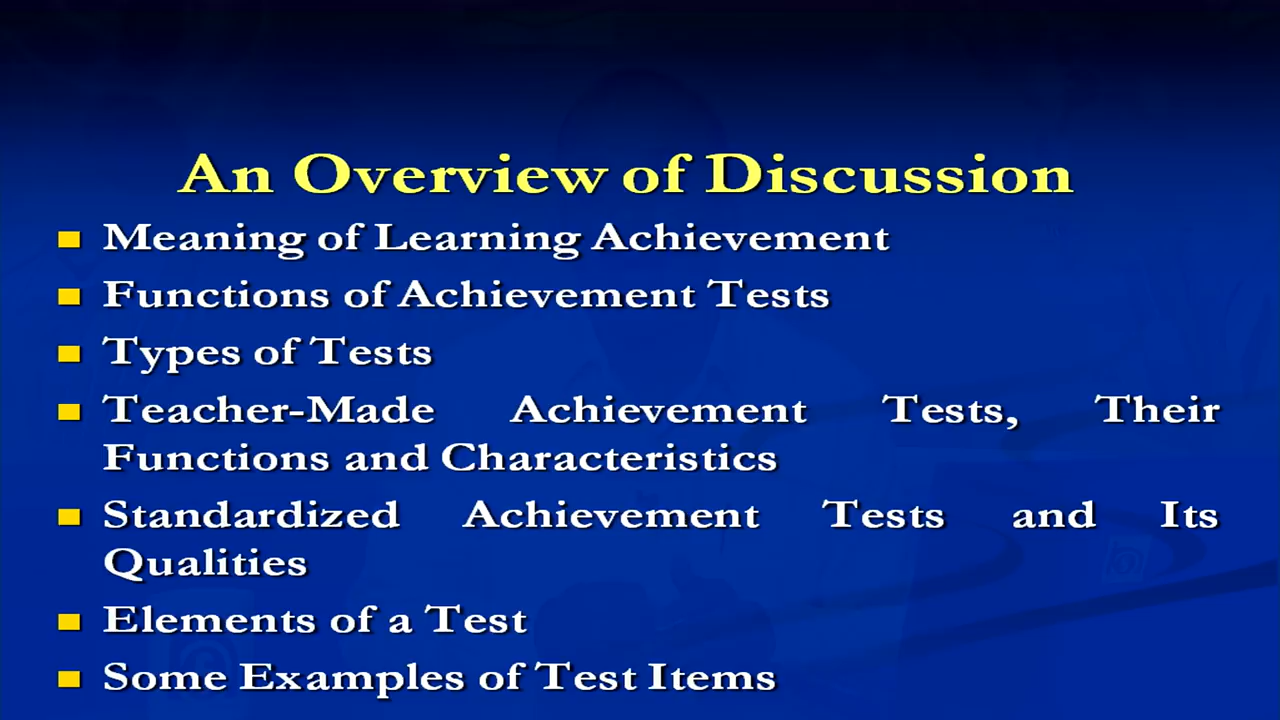 An Overview of Discussion
Meaning of Learning Achievement
Functions of Achievement Tests
Types of Tests
Teacher-Made Achievement Tests, Their
Functions and Characteristics
Standardized Achievement Tests and Its
Qualities
Elements of a Test
Some Examples of Test Items